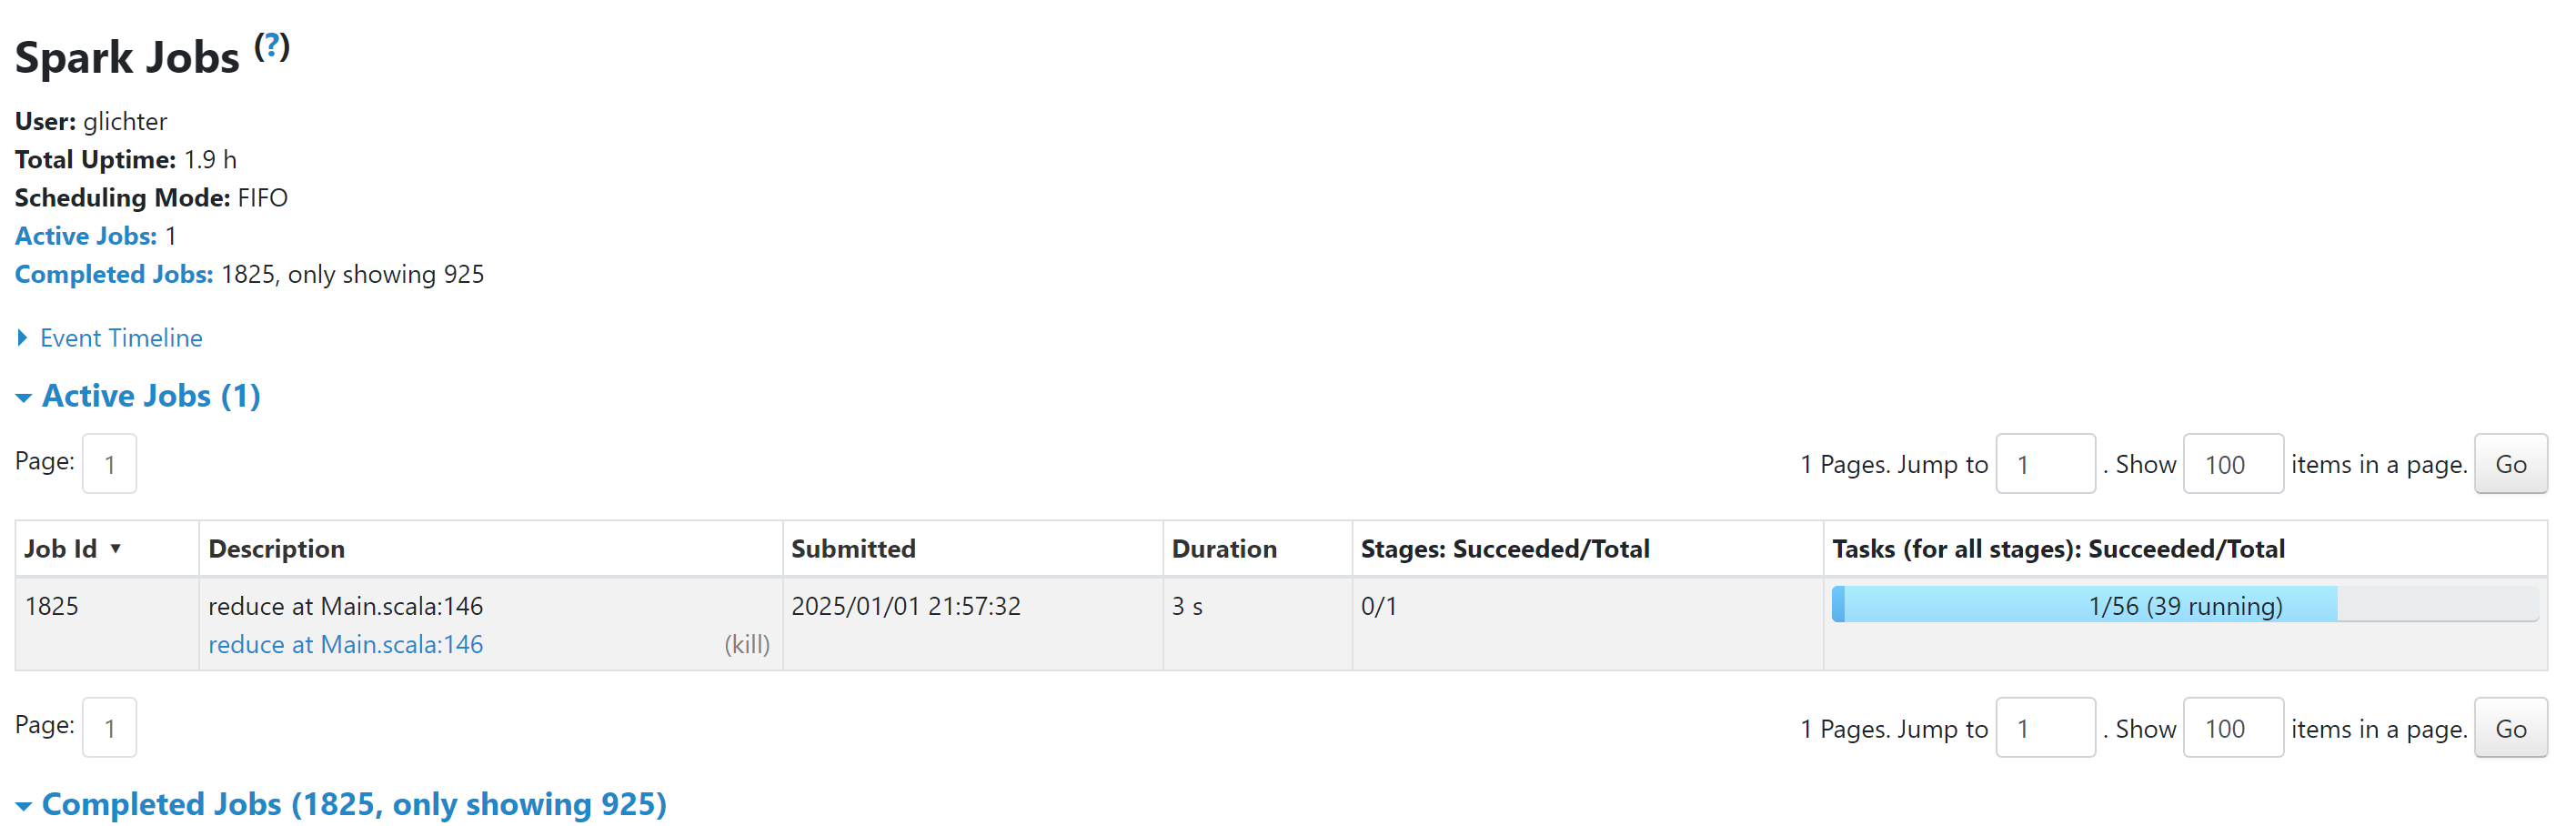 Spark Jobs (?)
User: glichter
Total Uptime: 1.9 h
Scheduling Mode: FIFO
Active Jobs: 1
Completed Jobs: 1825, only showing 925
Event Timeline
Active Jobs (1)
Page: 1 1 Pages. Jump to 1 . Show 100 items in a page. Go
Job Id ▾ Description Submitted Duration Stages: Succeeded/Total Tasks (for all stages): Succeeded/Total
1825 reduce at Main.scala:146 2025/01/01 21:57:32 3 s 0/1 1/56 (39 running)
reduce at Main.scala:146 (kill)
Page: 1 1 Pages. Jump to 1 . Show 100 items in a page. Go
Completed Jobs (1825, only showing 925)